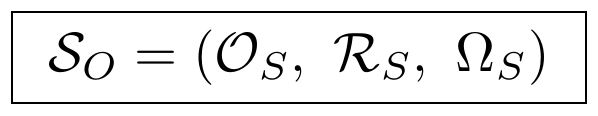 𝒮_O = (𝒪_S, ℛ_S, Ω_S)